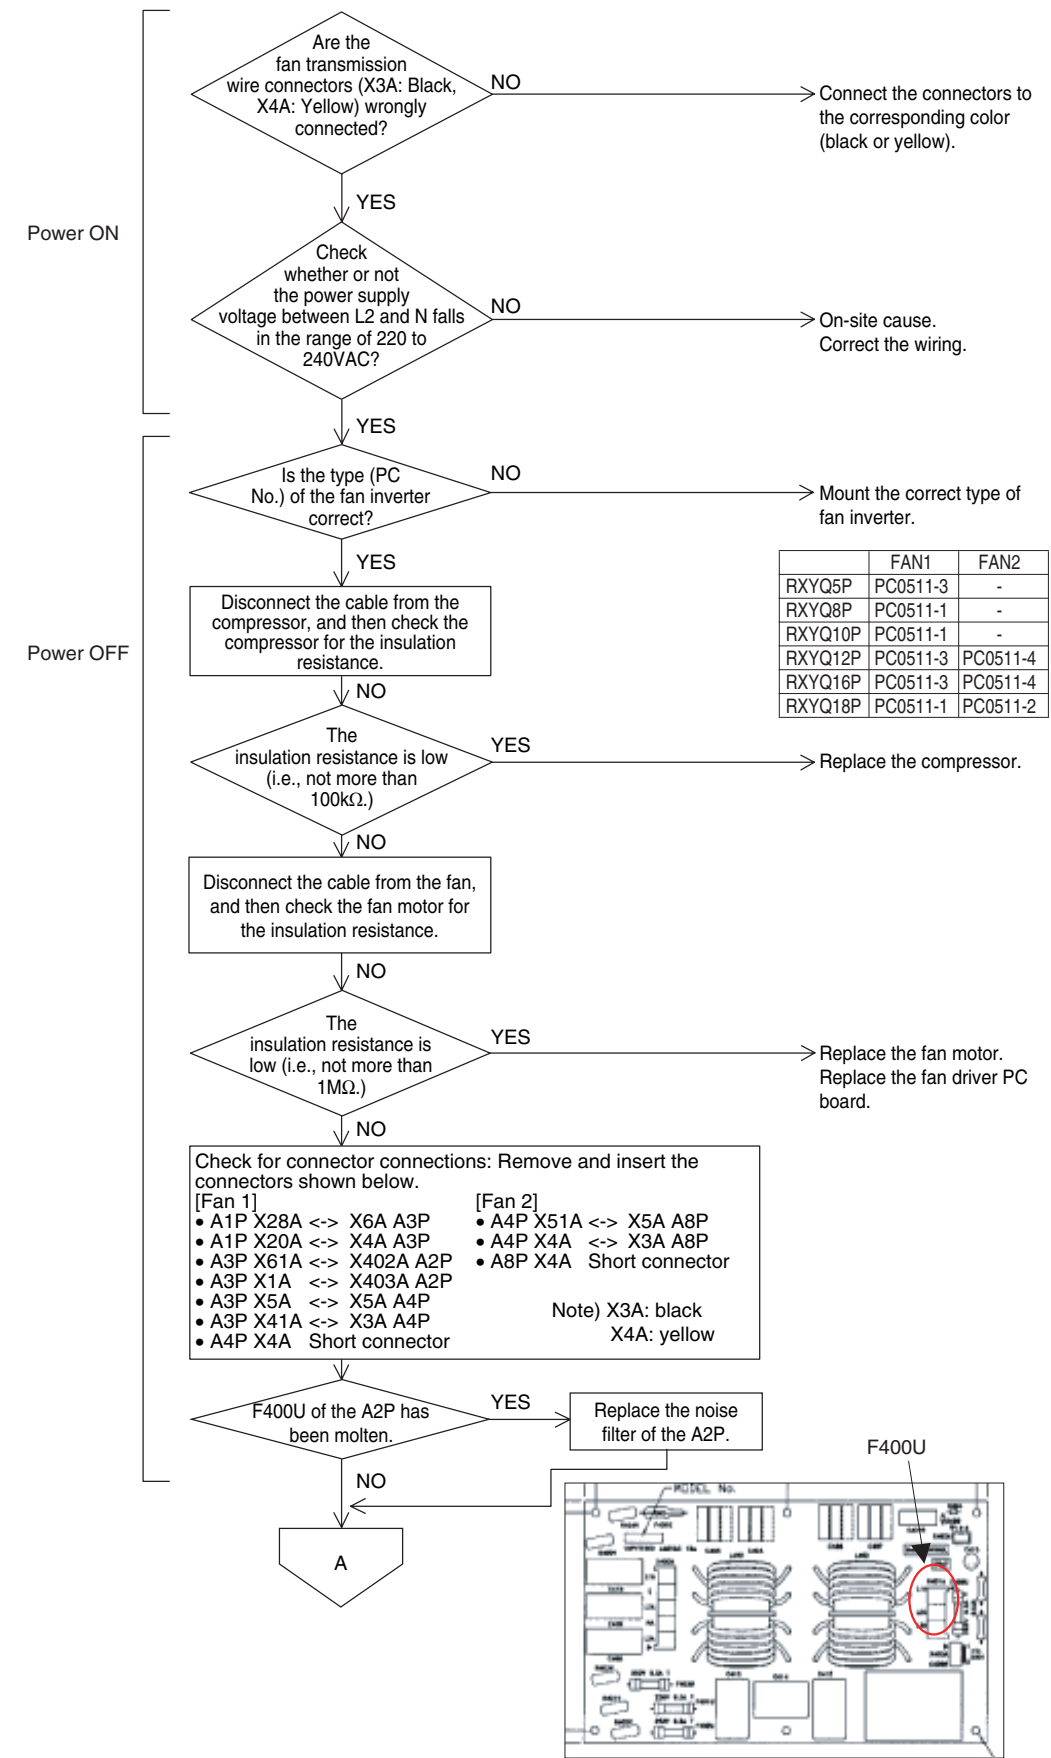 Are the
fan transmission
wire connectors (X3A: Black,
X4A: Yellow) wrongly
connected?
NO
Connect the connectors to
the corresponding color
(black or yellow).
YES
Power ON
Check
whether or not
the power supply
voltage between L2 and N falls
in the range of 220 to
240VAC?
NO
On-site cause.
Correct the wiring.
YES
Is the type (PC
No.) of the fan inverter
correct?
NO
Mount the correct type of
fan inverter.
YES
FAN1 FAN2
RXYQ5P PC0511-3 -
RXYQ8P PC0511-1 -
RXYQ10P PC0511-1 -
RXYQ12P PC0511-3 PC0511-4
RXYQ16P PC0511-3 PC0511-4
RXYQ18P PC0511-1 PC0511-2
Disconnect the cable from the
compressor, and then check the
compressor for the insulation
resistance.
Power OFF
NO
The
insulation resistance is low
(i.e., not more than
100kΩ.)
YES
Replace the compressor.
NO
Disconnect the cable from the fan,
and then check the fan motor for
the insulation resistance.
NO
The
insulation resistance is
low (i.e., not more than
1MΩ.)
YES
Replace the fan motor.
Replace the fan driver PC
board.
NO
Check for connector connections: Remove and insert the
connectors shown below.
[Fan 1] [Fan 2]
• A1P X28A <-> X6A A3P • A4P X51A <-> X5A A8P
• A1P X20A <-> X4A A3P • A4P X4A <-> X3A A8P
• A3P X61A <-> X402A A2P • A8P X4A Short connector
• A3P X1A <-> X403A A2P
• A3P X5A <-> X5A A4P
• A3P X41A <-> X3A A4P
• A4P X4A Short connector
Note) X3A: black
X4A: yellow
F400U of the A2P has
been molten.
YES
Replace the noise
filter of the A2P.
NO
A
F400U
MODEL No.